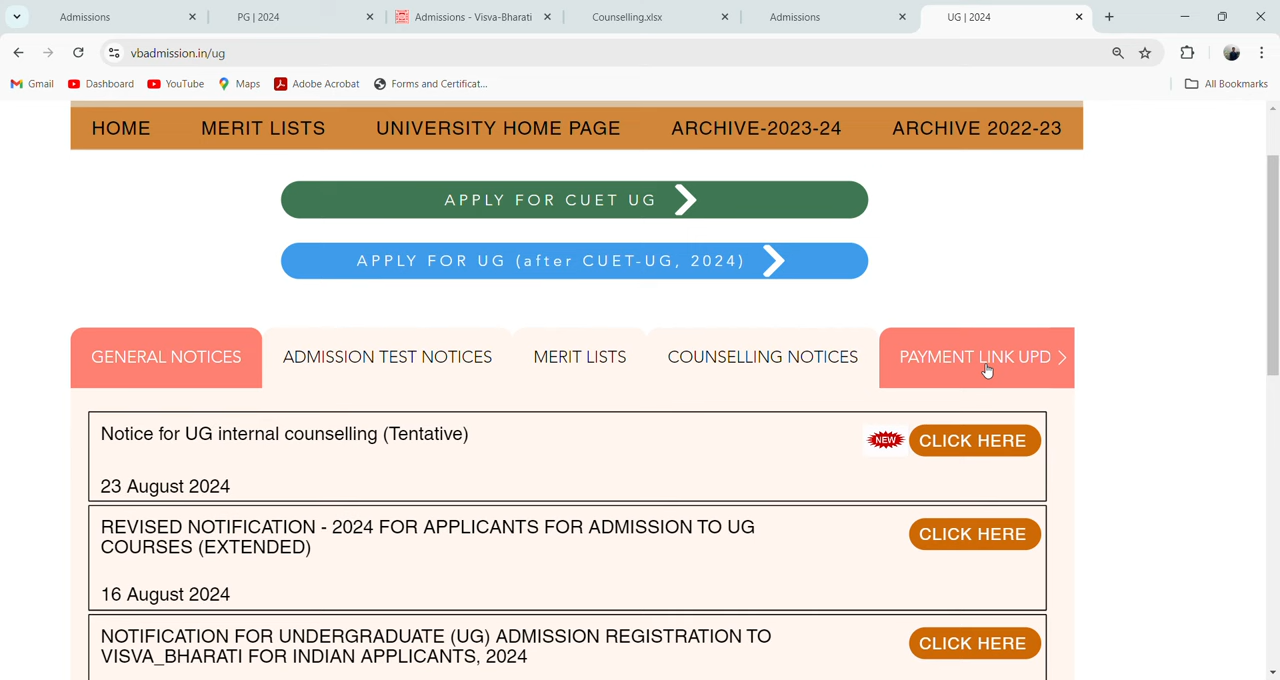 Admissions
PG | 2024
Admissions - Visva-Bharati
Counselling.xlsx
Admissions
UG | 2024
vbadmission.in/ug
Gmail
Dashboard
YouTube
Maps
Adobe Acrobat
Forms and Certificat...
All Bookmarks
HOME
MERIT LISTS
UNIVERSITY HOME PAGE
ARCHIVE-2023-24
ARCHIVE 2022-23
APPLY FOR CUET UG
APPLY FOR UG (after CUET-UG, 2024)
GENERAL NOTICES
ADMISSION TEST NOTICES
MERIT LISTS
COUNSELLING NOTICES
PAYMENT LINK UPD
Notice for UG internal counselling (Tentative)
NEW
CLICK HERE
23 August 2024
REVISED NOTIFICATION - 2024 FOR APPLICANTS FOR ADMISSION TO UG
COURSES (EXTENDED)
CLICK HERE
16 August 2024
NOTIFICATION FOR UNDERGRADUATE (UG) ADMISSION REGISTRATION TO
VISVA_BHARATI FOR INDIAN APPLICANTS, 2024
CLICK HERE